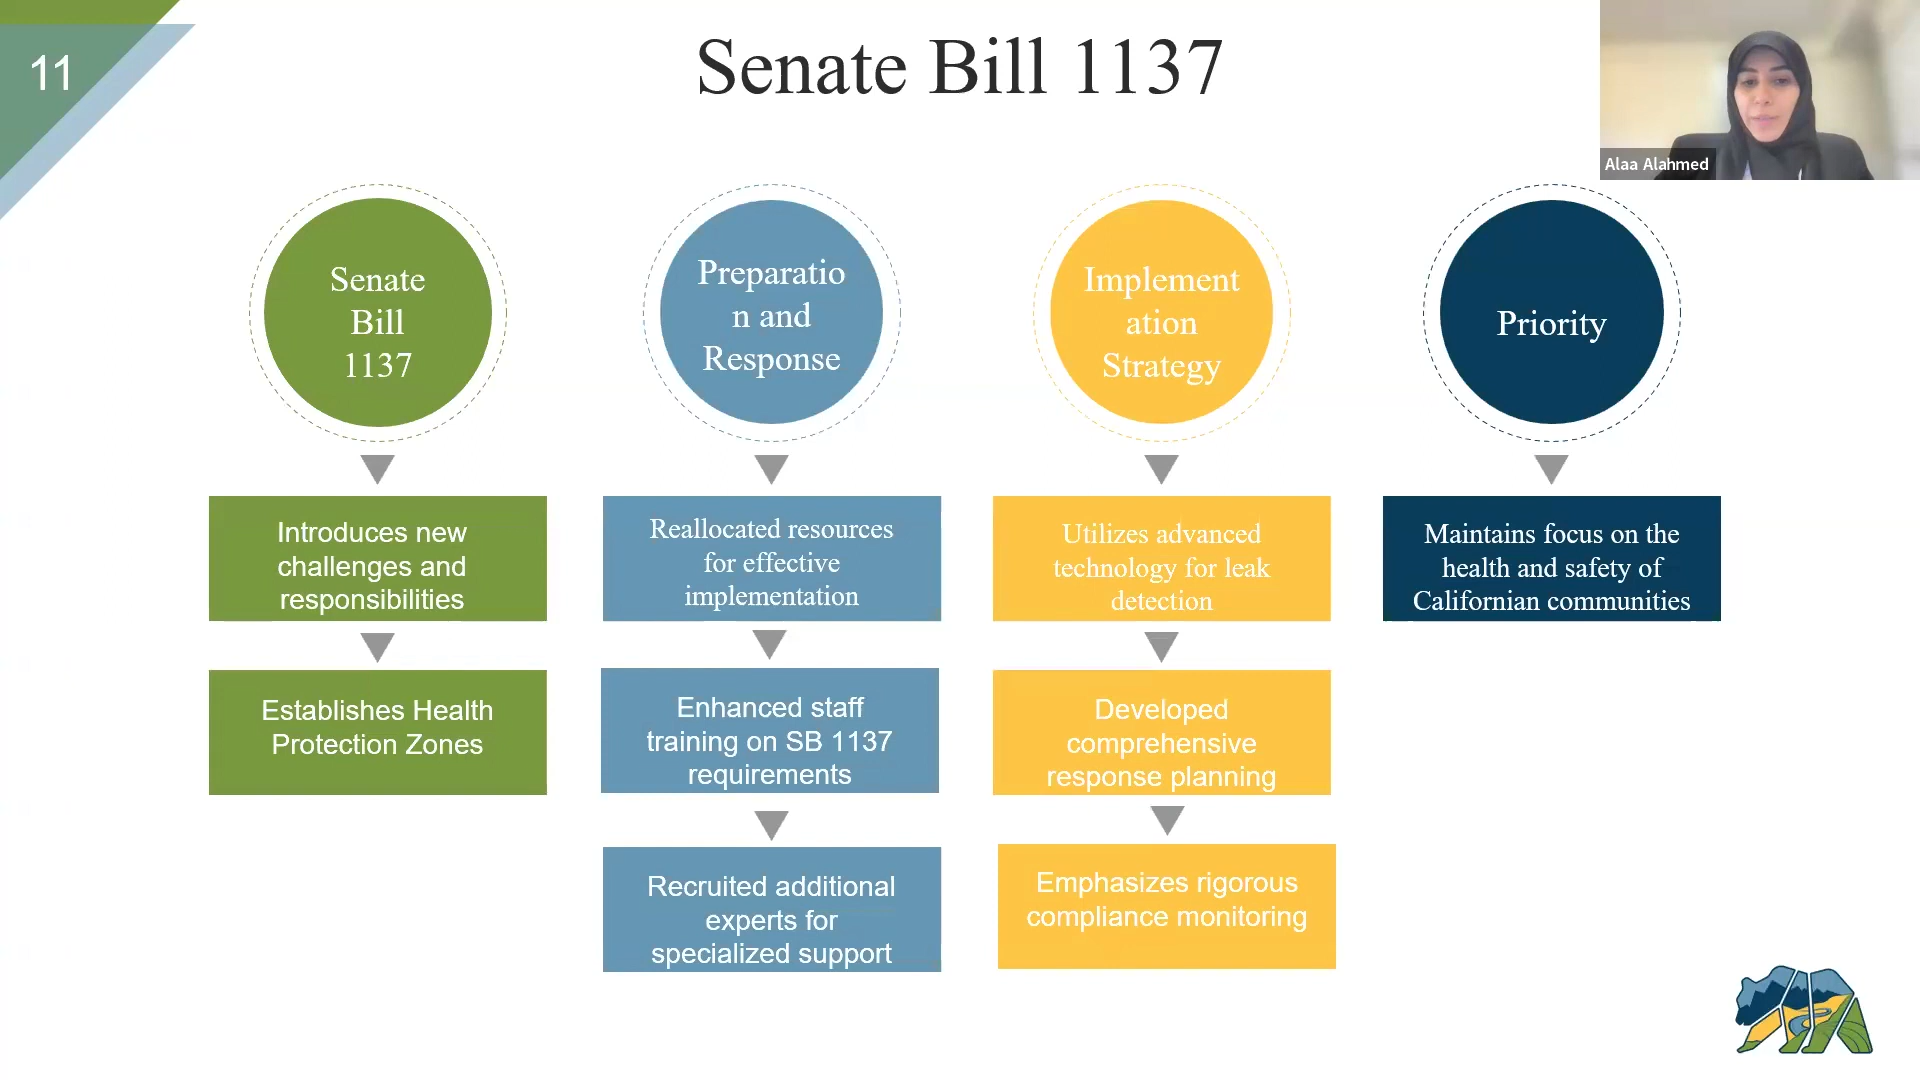 11
Senate Bill 1137
Alaa Alahmed
Senate
Bill
1137
Preparatio
n and
Response
Implement
ation
Strategy
Priority
Introduces new
challenges and
responsibilities
Reallocated resources
for effective
implementation
Utilizes advanced
technology for leak
detection
Maintains focus on the
health and safety of
Californian communities
Establishes Health
Protection Zones
Enhanced staff
training on SB 1137
requirements
Developed
comprehensive
response planning
Recruited additional
experts for
specialized support
Emphasizes rigorous
compliance monitoring